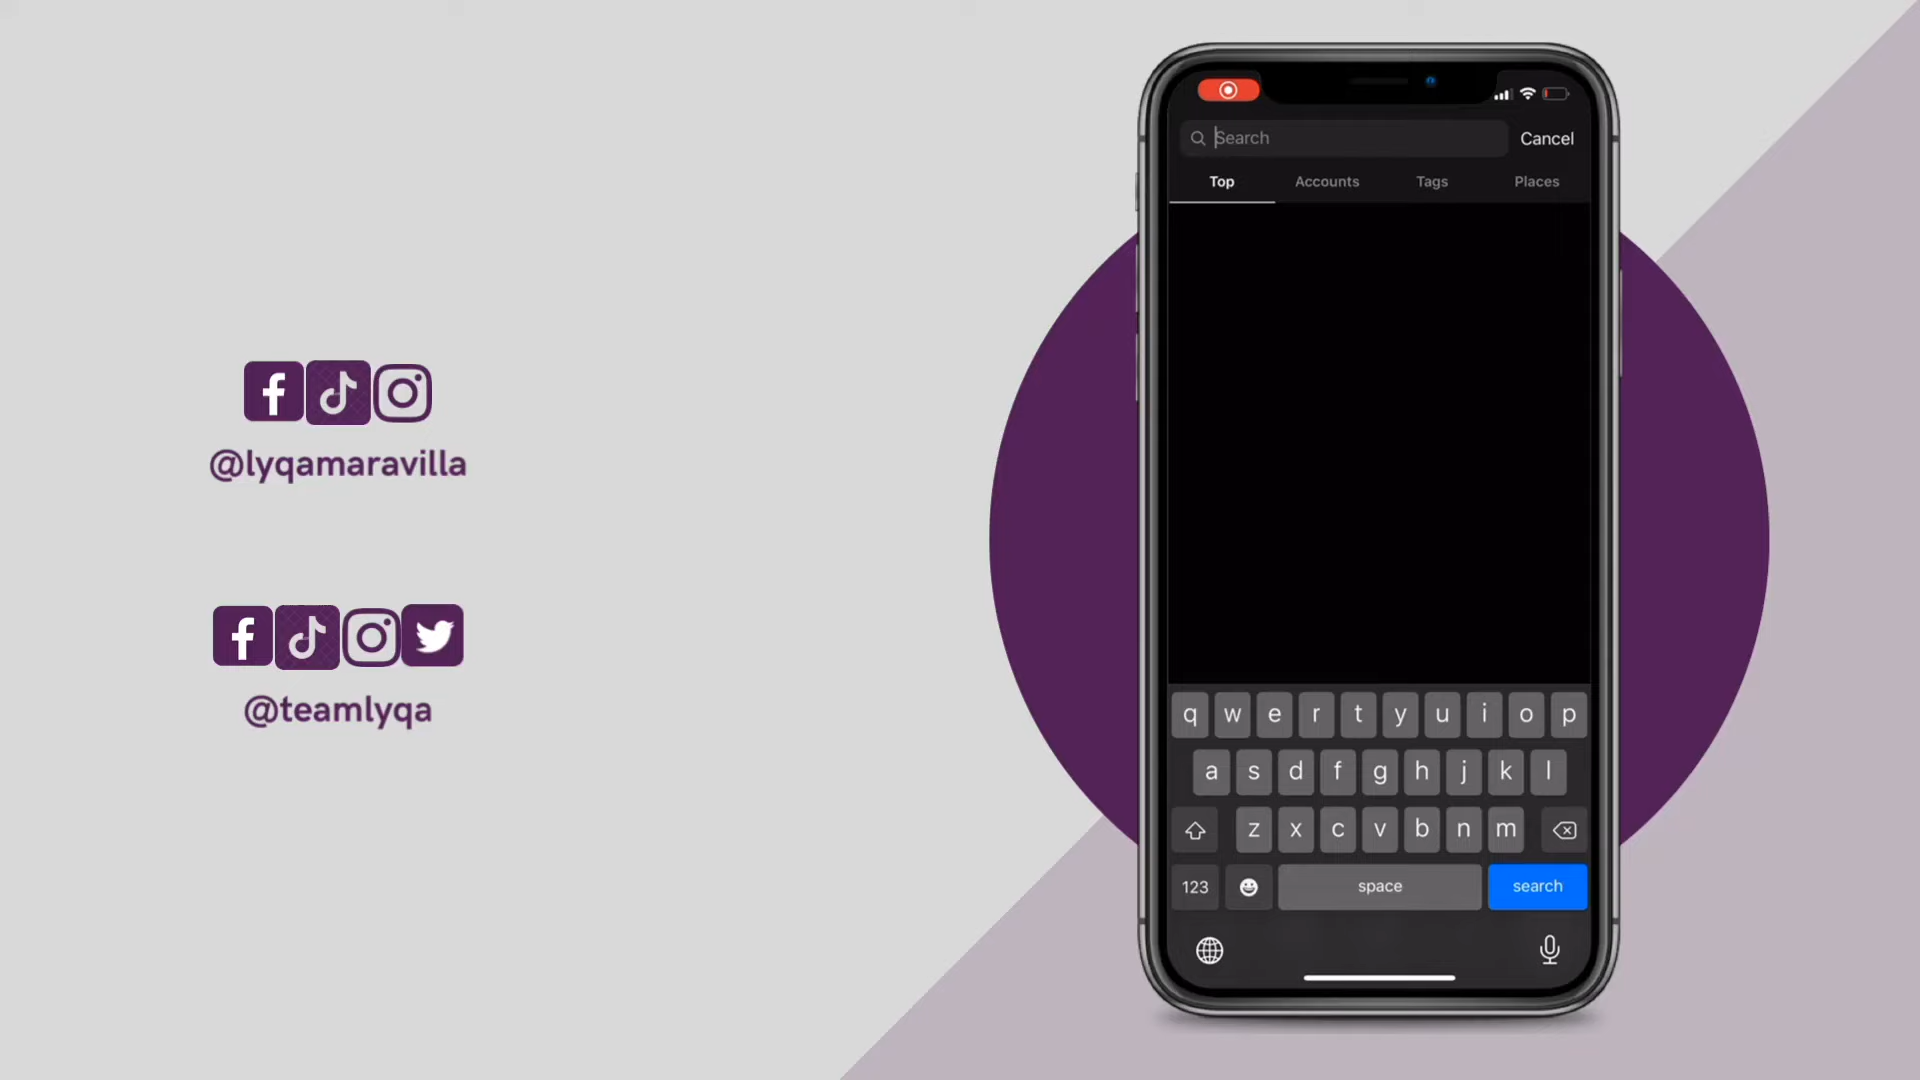 @lyqamaravilla
@teamlyqa
Search
Cancel
Top Accounts Tags Places
q w e r t y u i o p
a s d f g h j k l
z x c v b n m
123 space search